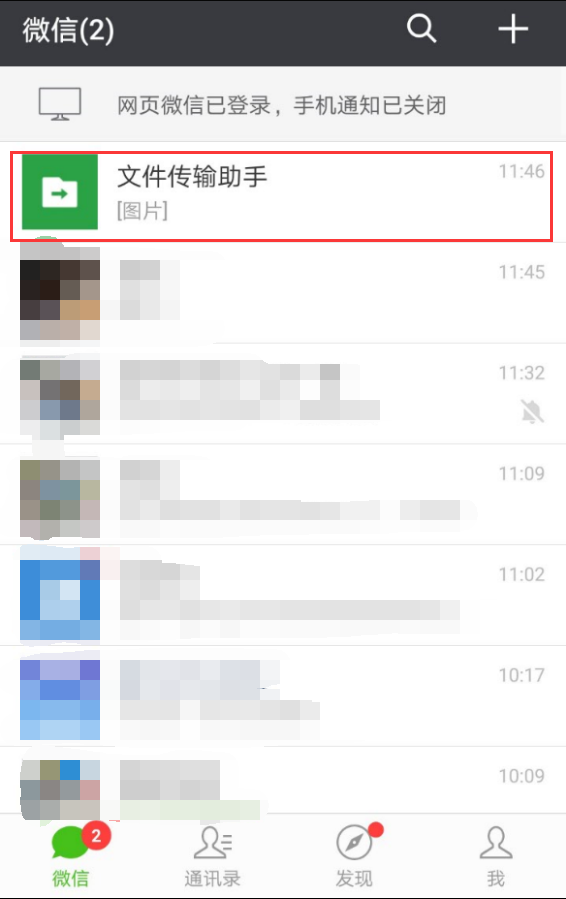 微信(2)
网页微信已登录，手机通知已关闭
文件传输助手
11:46
[图片]
11:45
11:32
11:09
11:02
10:17
10:09
2
微信
通讯录
发现
我